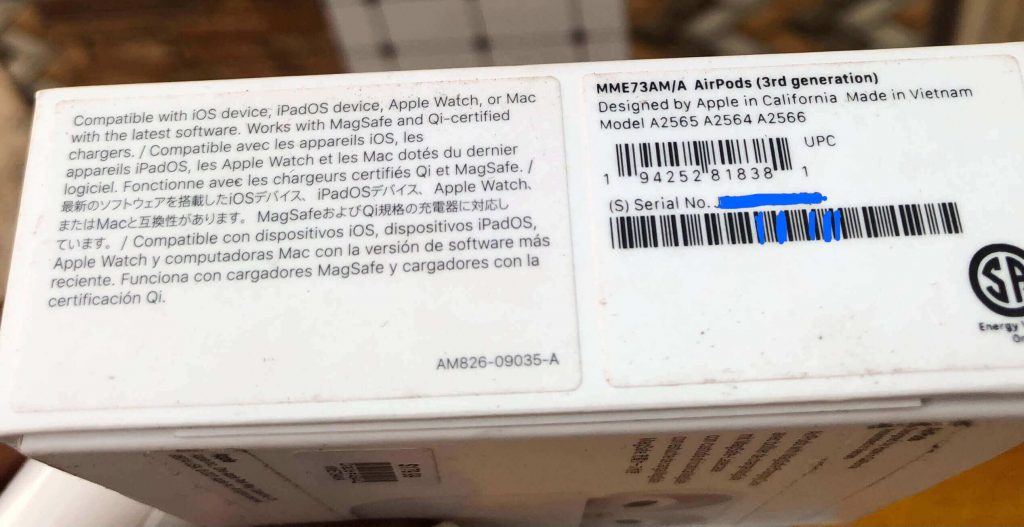 Compatible with iOS device, iPadOS device, Apple Watch, or Mac
with the latest software. Works with MagSafe and Qi-certified
chargers. / Compatible avec les appareils iOS, les
appareils iPadOS, les Apple Watch et les Mac dotés du dernier
logiciel. Fonctionne avec les chargeurs certifiés Qi et MagSafe. /
最新のソフトウェアを搭載したiOSデバイス、iPadOSデバイス、Apple Watch、
またはMacと互換性があります。MagSafeおよびQi規格の充電器に対応し
ています。/ Compatible con dispositivos iOS, dispositivos iPadOS,
Apple Watch y computadoras Mac con la versión de software más
reciente. Funciona con cargadores MagSafe y cargadores con la
certificación Qi.
AM826-09035-A
MME73AM/A AirPods (3rd generation)
Designed by Apple in California Made in Vietnam
Model A2565 A2564 A2566
UPC
1 94252 81838 1
(S) Serial No.
SA
Energy